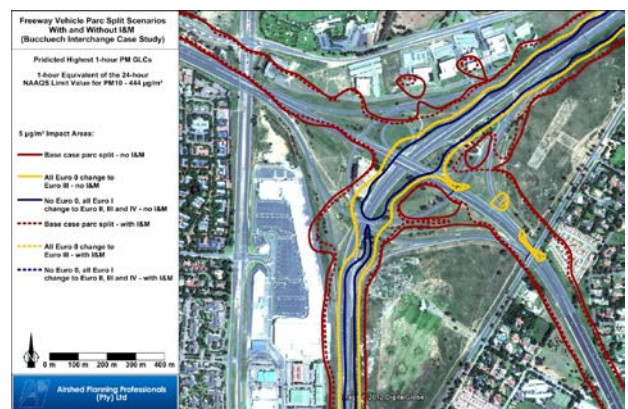 Freeway Vehicle Parc Split Scenarios
With and Without I&M
(Buccluech Interchange Case Study)
Pridicted Highest 1-hour PM GLCs
1-hour Equivalent of the 24-hour
NAAQS Limit Value for PM10 - 444 µg/m³
5 µg/m³ Impact Areas:
Base case parc split - no I&M
All Euro 0 change to
Euro III - no I&M
No Euro 0, all Euro I
change to Euro II, III and IV - no I&M
Base case parc split - with I&M
All Euro 0 change to
Euro III - with I&M
No Euro 0, all Euro I
change to Euro II, III and IV - with I&M
N
0 m 100 m 200 m 300 m 400 m
Airshed Planning Professionals
(Pty) Ltd
2012 DigitalGlobe